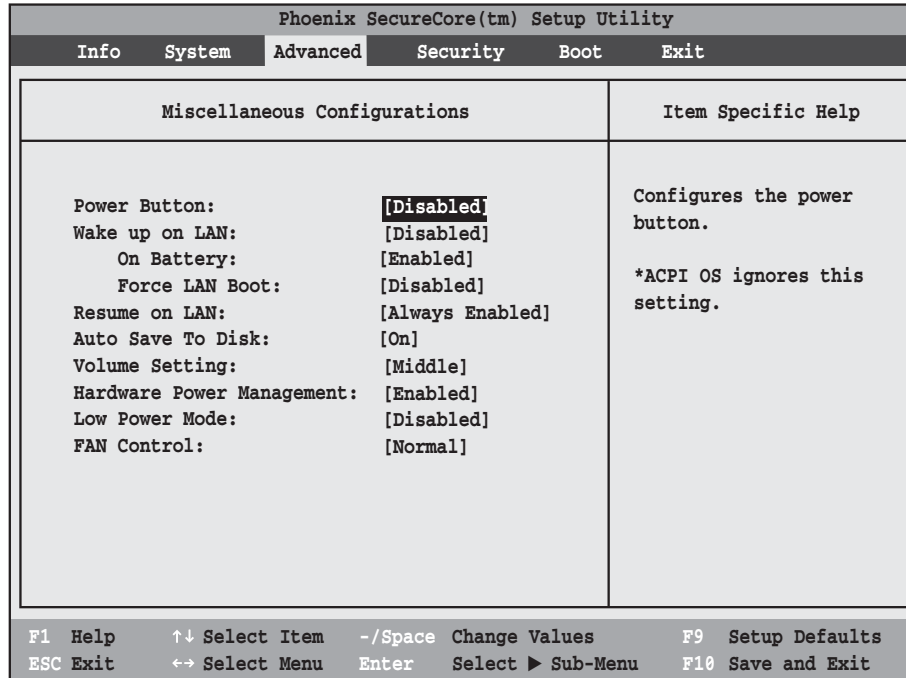 Phoenix SecureCore(tm) Setup Utility
Info System Advanced Security Boot Exit
Miscellaneous Configurations
Item Specific Help
Power Button: [Disabled]
Wake up on LAN: [Disabled]
On Battery: [Enabled]
Force LAN Boot: [Disabled]
Resume on LAN: [Always Enabled]
Auto Save To Disk: [On]
Volume Setting: [Middle]
Hardware Power Management: [Enabled]
Low Power Mode: [Disabled]
FAN Control: [Normal]
Configures the power
button.
*ACPI OS ignores this
setting.
F1 Help ↑↓ Select Item -/Space Change Values F9 Setup Defaults
ESC Exit ←→ Select Menu Enter Select ▶ Sub-Menu F10 Save and Exit